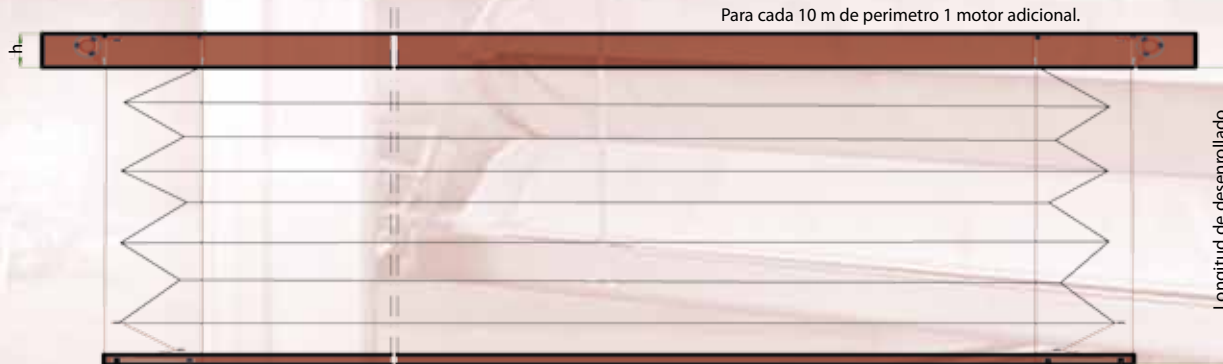 Para cada 10 m de perimetro 1 motor adicional.
h
Longitud de desenrollado